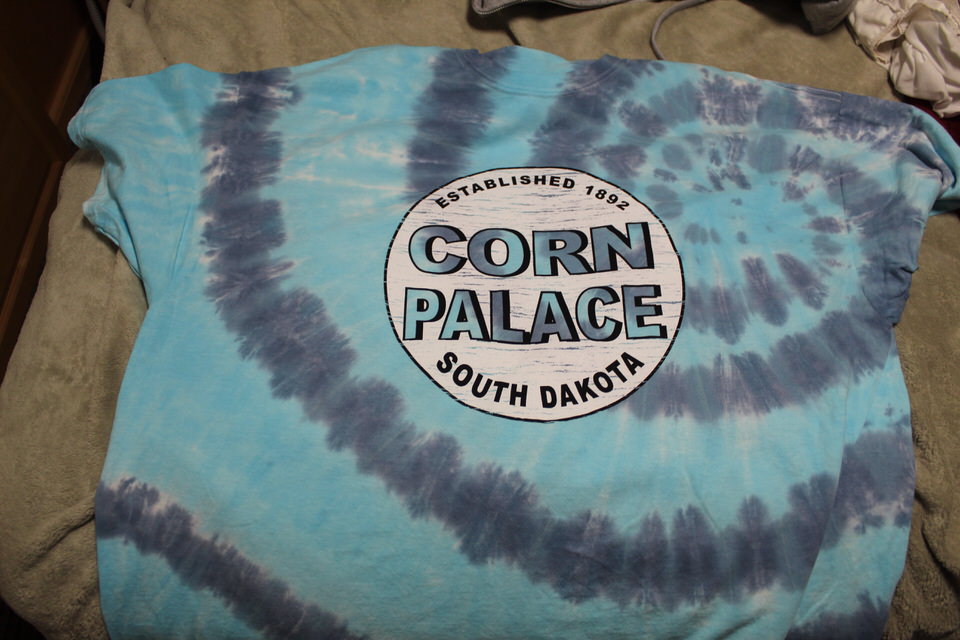 ESTABLISHED 1892
CORN
PALACE
SOUTH DAKOTA